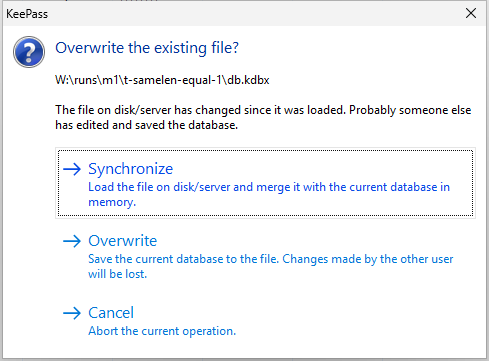 KeePass
Overwrite the existing file?
W:\runs\m1\t-samelen-equal-1\db.kdbx
The file on disk/server has changed since it was loaded. Probably someone else
has edited and saved the database.
Synchronize
Load the file on disk/server and merge it with the current database in
memory.
Overwrite
Save the current database to the file. Changes made by the other user
will be lost.
Cancel
Abort the current operation.